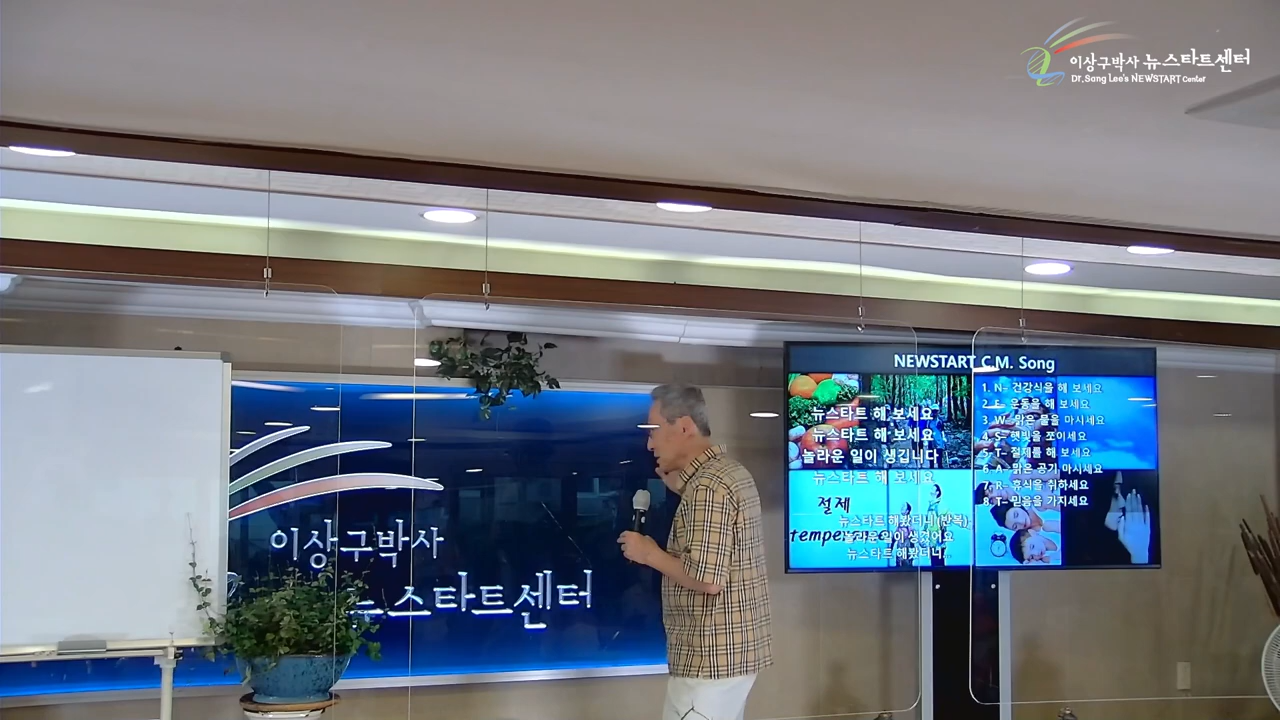 이상구박사 뉴스타트센터
Dr. Sang Lee's NEWSTART Center
이상구박사
뉴스타트센터
NEWSTART C.M. Song
뉴스타트 해 보세요
뉴스타트 해 보세요
놀라운 일이 생깁니다
뉴스타트 해 보세요
절제
뉴스타트 해봤더니 (반복)
놀라운일이 생겼어요
뉴스타트 해봤더니..
1. N- 건강식을 해 보세요
2. E- 운동을 해 보세요
3. W- 맑은 물을 마시세요
4. S- 햇빛을 쪼이세요
5. T- 절제를 해 보세요
6. A- 맑은 공기 마시세요
7. R- 휴식을 취하세요
8. T- 믿음을 가지세요